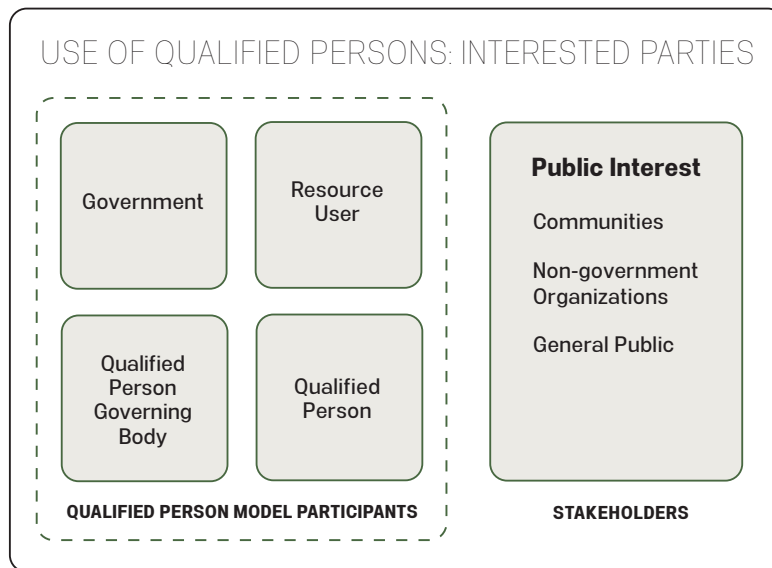 USE OF QUALIFIED PERSONS: INTERESTED PARTIES
Government
Resource
User
Qualified
Person
Governing
Body
Qualified
Person
QUALIFIED PERSON MODEL PARTICIPANTS
Public Interest
Communities
Non-government
Organizations
General Public
STAKEHOLDERS